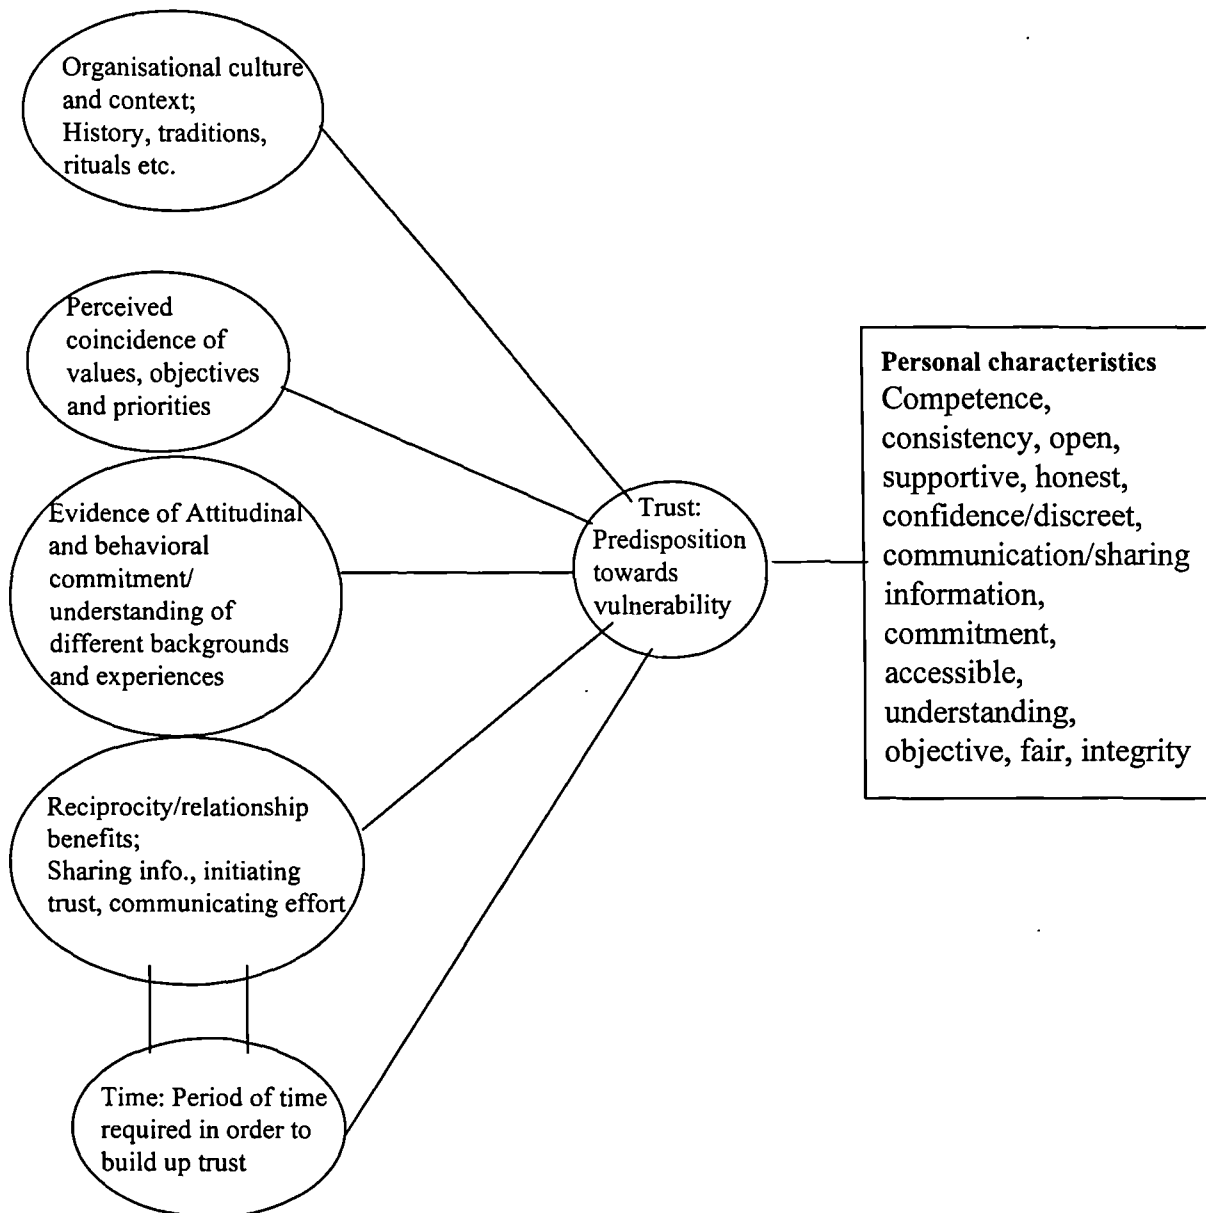 Organisational culture
and context;
History, traditions,
rituals etc.
Perceived
coincidence of
values, objectives
and priorities
Evidence of Attitudinal
and behavioral
commitment/
understanding of
different backgrounds
and experiences
Reciprocity/relationship
benefits;
Sharing info., initiating
trust, communicating effort
Time: Period of time
required in order to
build up trust
Trust:
Predisposition
towards
vulnerability
Personal characteristics
Competence,
consistency, open,
supportive, honest,
confidence/discreet,
communication/sharing
information,
commitment,
accessible,
understanding,
objective, fair, integrity